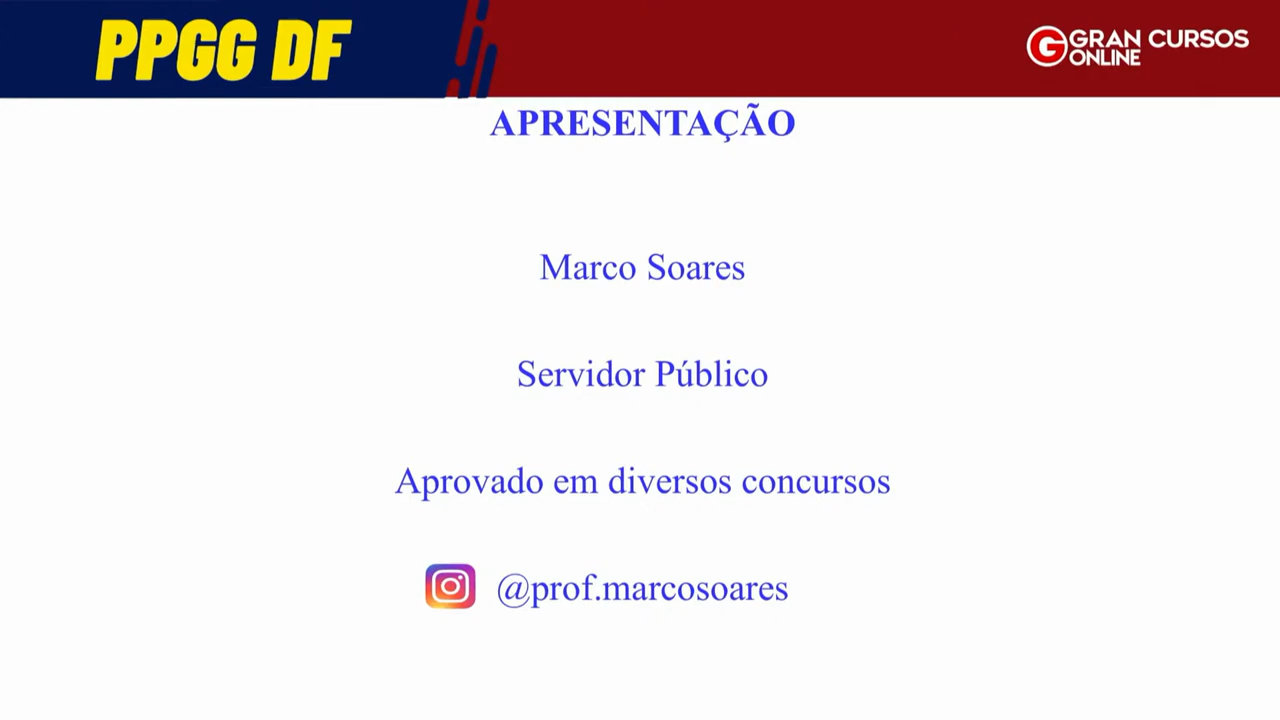 PPGG DF
GRAN CURSOS
ONLINE
APRESENTAÇÃO
Marco Soares
Servidor Público
Aprovado em diversos concursos
@prof.marcosoares